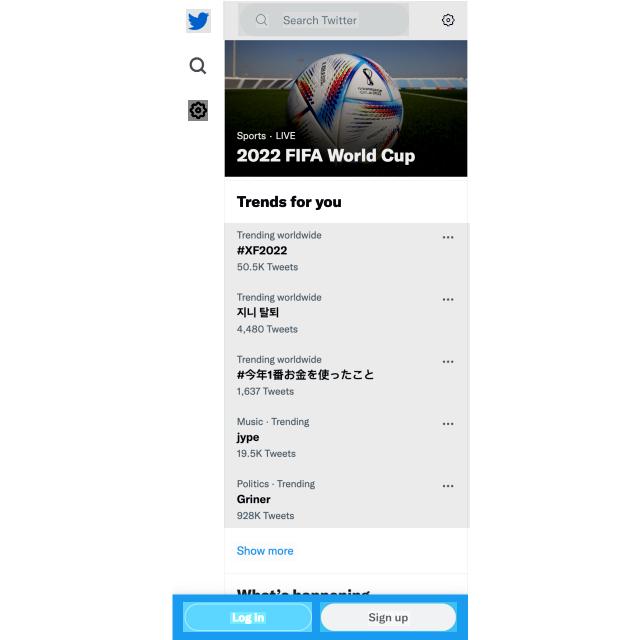 Search Twitter
Sports · LIVE
2022 FIFA World Cup
Trends for you
Trending worldwide
#XF2022
50.5K Tweets
Trending worldwide
지니 탈퇴
4,480 Tweets
Trending worldwide
#今年1番お金を使ったこと
1,637 Tweets
Music · Trending
jype
19.5K Tweets
Politics · Trending
Griner
928K Tweets
Show more
What's happening
Log in
Sign up